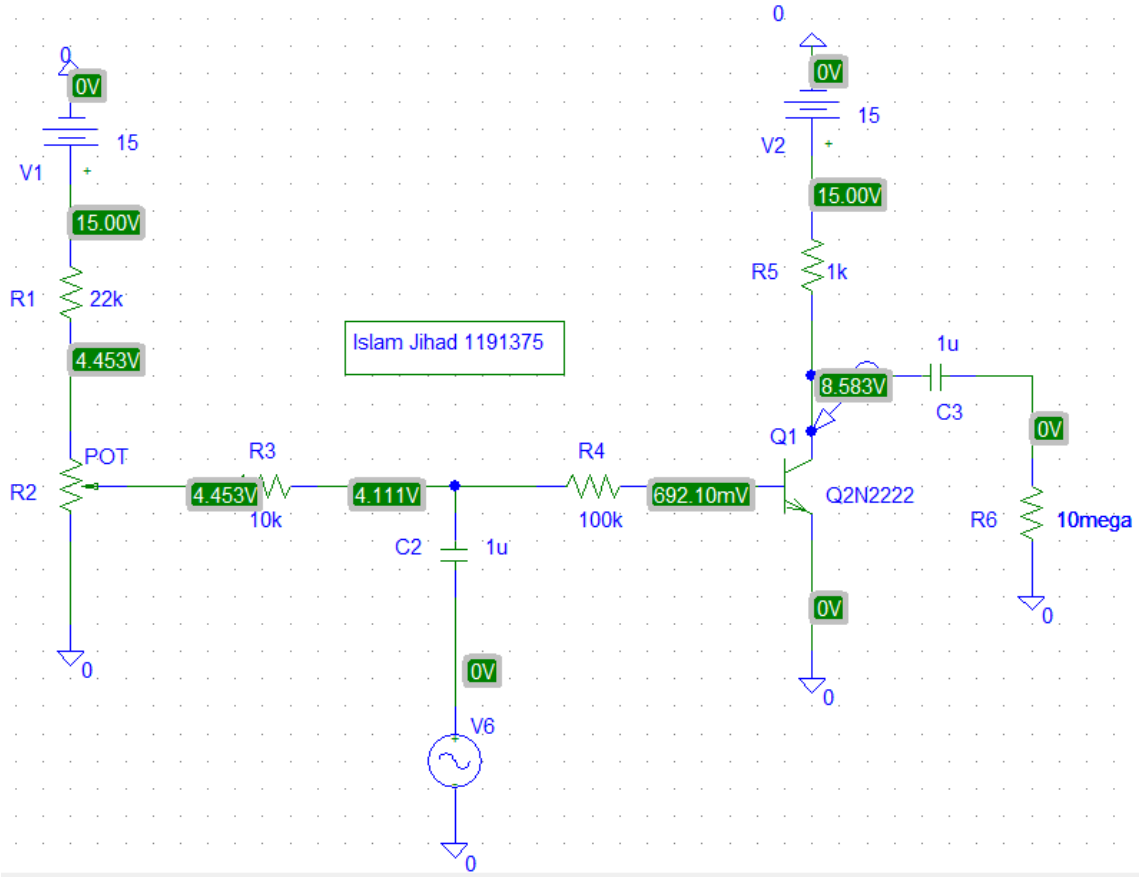 0
0
0V
0V
15
15
V1
+
V2
+
15.00V
15.00V
R1
22k
R5
1k
Islam Jihad 1191375
1u
4.453V
8.583V
C3
0V
POT
R3
R4
Q1
R2
4.453V
4.111V
692.10mV
Q2N2222
10k
100k
R6
10mega
C2
1u
0V
0
0
0V
0
V6
+
-
0